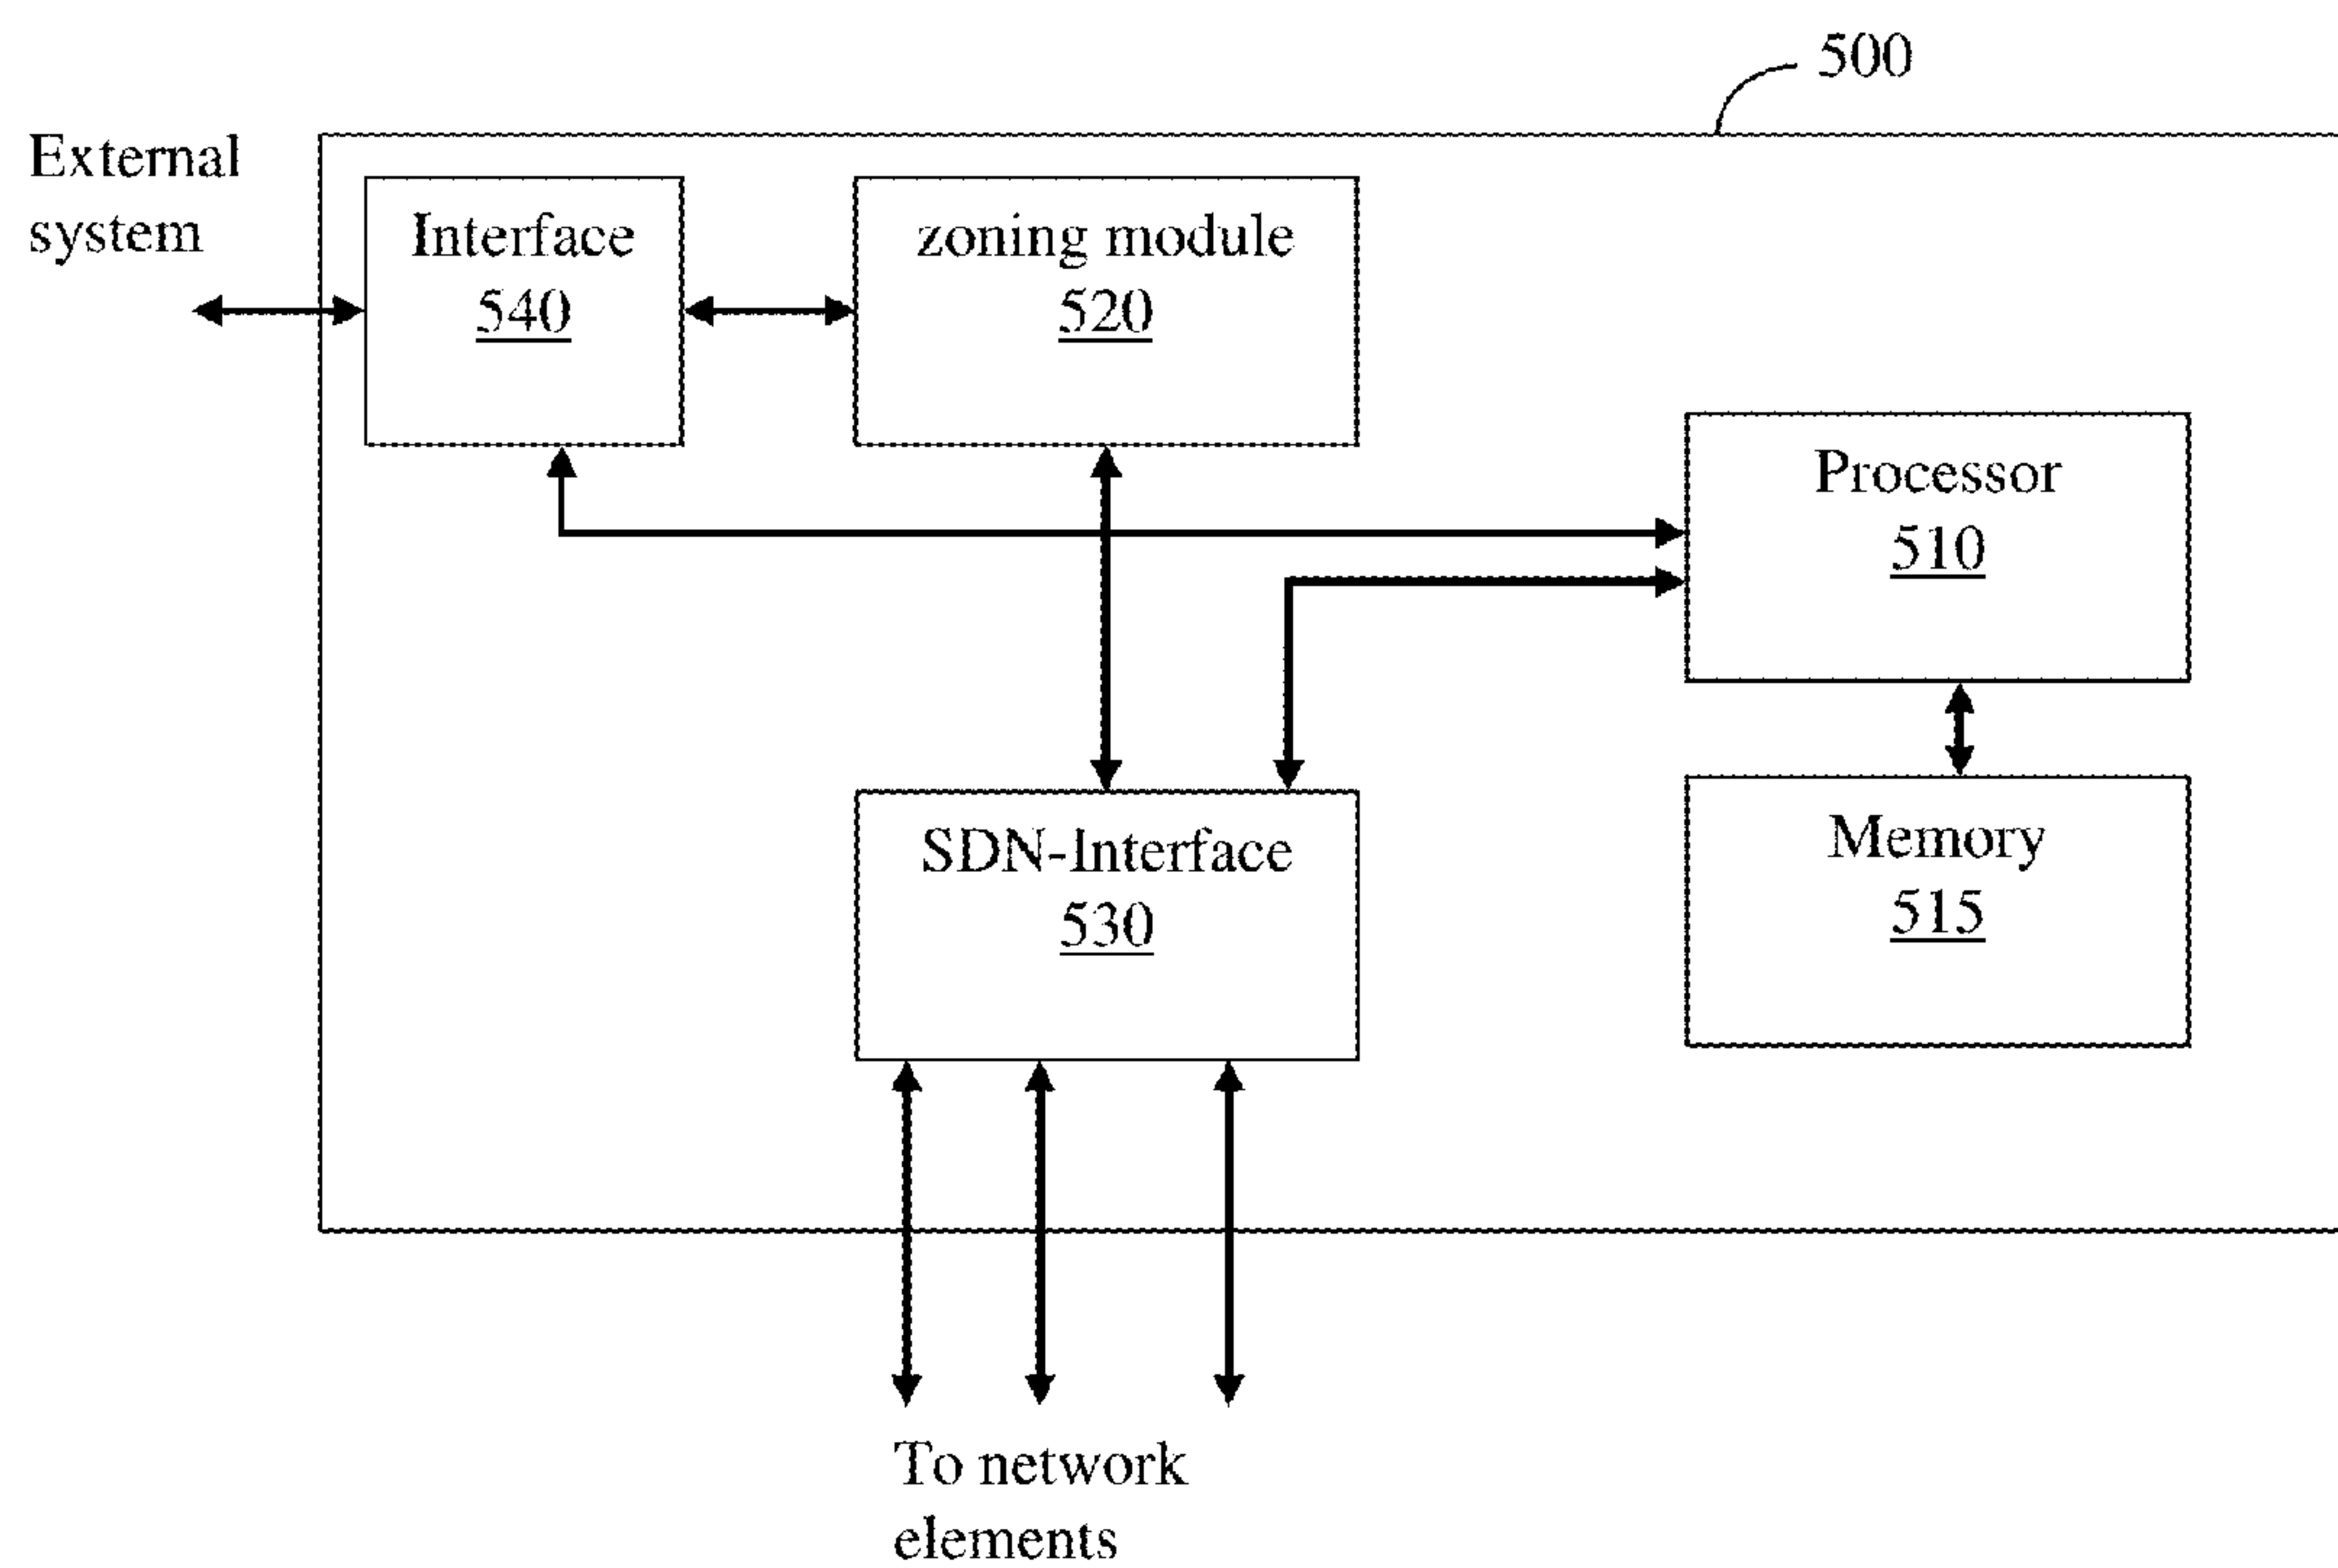 500
External
system
Interface
540
zoning module
520
Processor
510
SDN-Interface
530
Memory
515
To network
elements